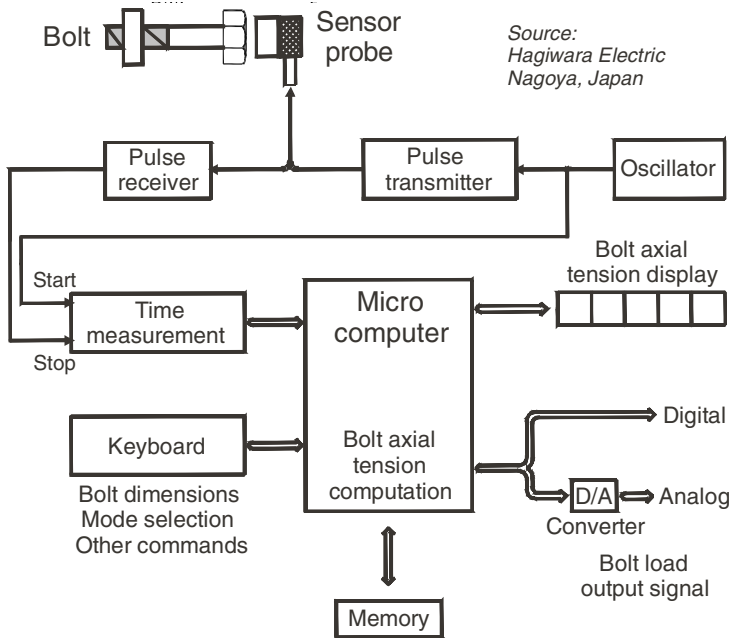 Bolt
Sensor
probe
Source:
Hagiwara Electric
Nagoya, Japan
Pulse
receiver
Pulse
transmitter
Oscillator
Start
Time
measurement
Stop
Micro
computer
Bolt axial
tension
computation
Bolt axial
tension display
Keyboard
Bolt dimensions
Mode selection
Other commands
Digital
D/A
Analog
Converter
Bolt load
output signal
Memory